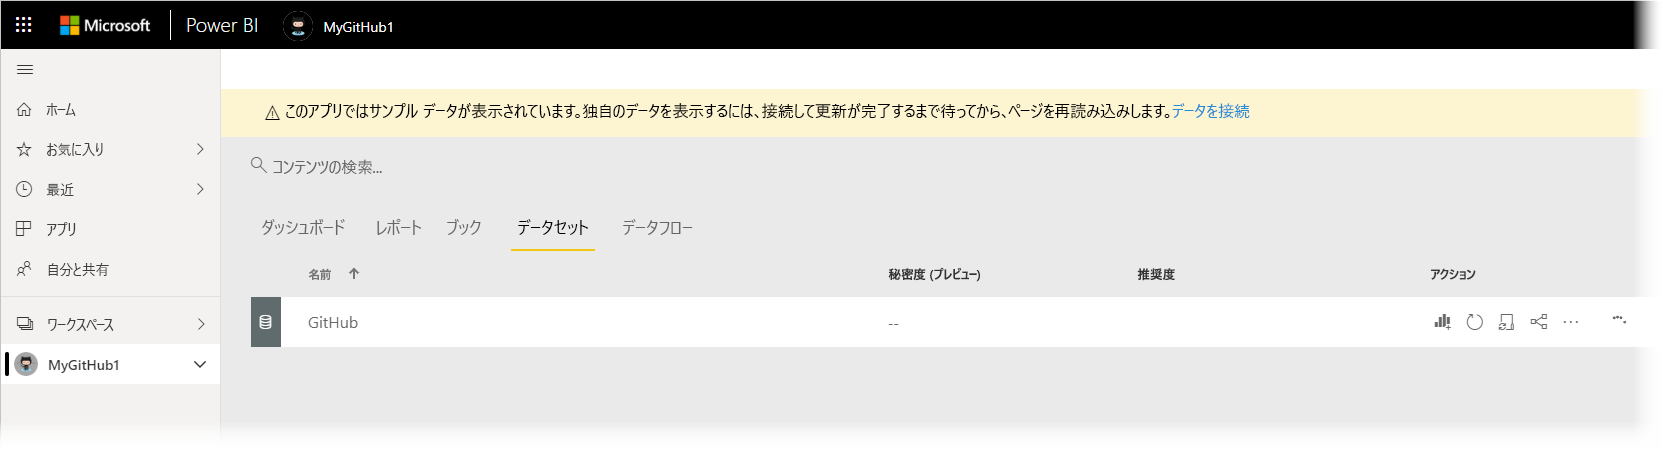 Microsoft Power BI MyGitHub1
ホーム
お気に入り
最近
アプリ
自分と共有
ワークスペース
MyGitHub1
このアプリではサンプル データが表示されています。独自のデータを表示するには、接続して更新が完了するまで待ってから、ページを再読み込みします。データを接続
コンテンツの検索...
ダッシュボード レポート ブック データセット データフロー
名前 秘密度 (プレビュー) 推奨度 アクション
GitHub --